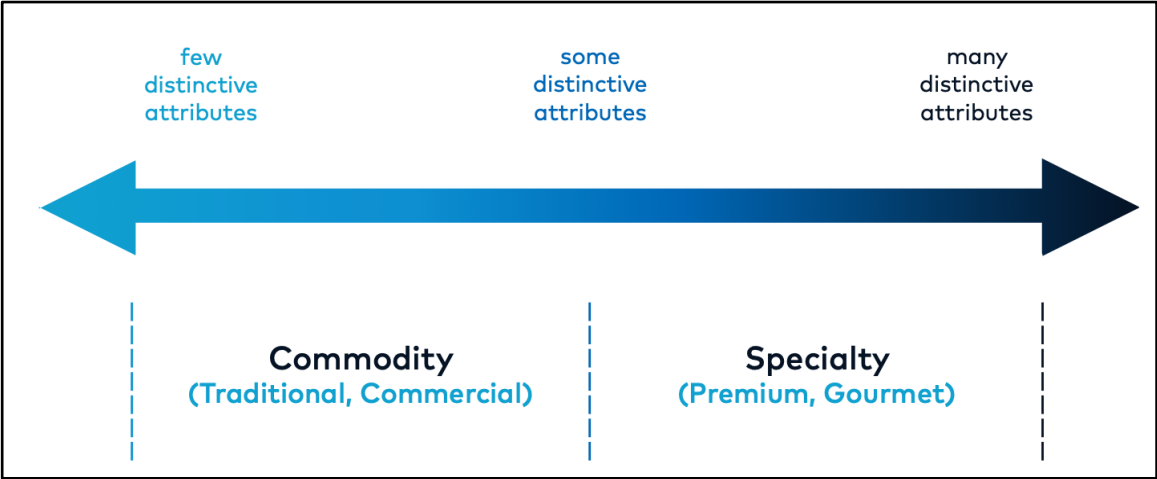 few
distinctive
attributes
some
distinctive
attributes
many
distinctive
attributes
Commodity
(Traditional, Commercial)
Specialty
(Premium, Gourmet)